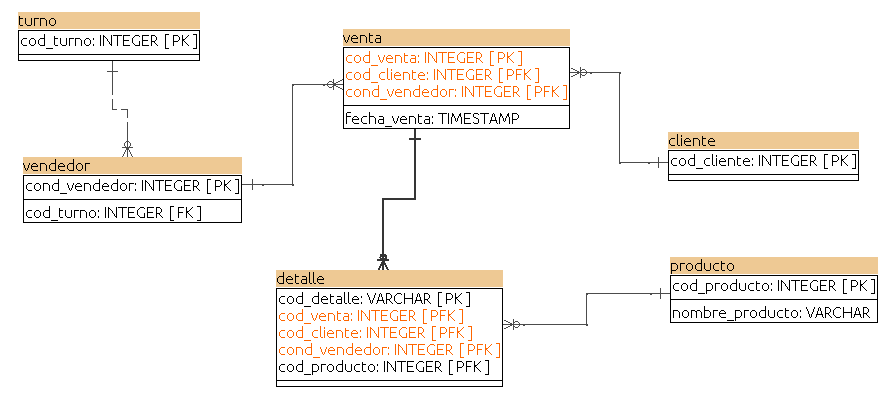 turno
cod_turno: INTEGER [PK]
venta
cod_venta: INTEGER [PK]
cod_cliente: INTEGER [PFK]
cond_vendedor: INTEGER [PFK]
fecha_venta: TIMESTAMP
cliente
cod_cliente: INTEGER [PK]
vendedor
cond_vendedor: INTEGER [PK]
cod_turno: INTEGER [FK]
detalle
cod_detalle: VARCHAR [PK]
cod_venta: INTEGER [PFK]
cod_cliente: INTEGER [PFK]
cond_vendedor: INTEGER [PFK]
cod_producto: INTEGER [PFK]
producto
cod_producto: INTEGER [PK]
nombre_producto: VARCHAR